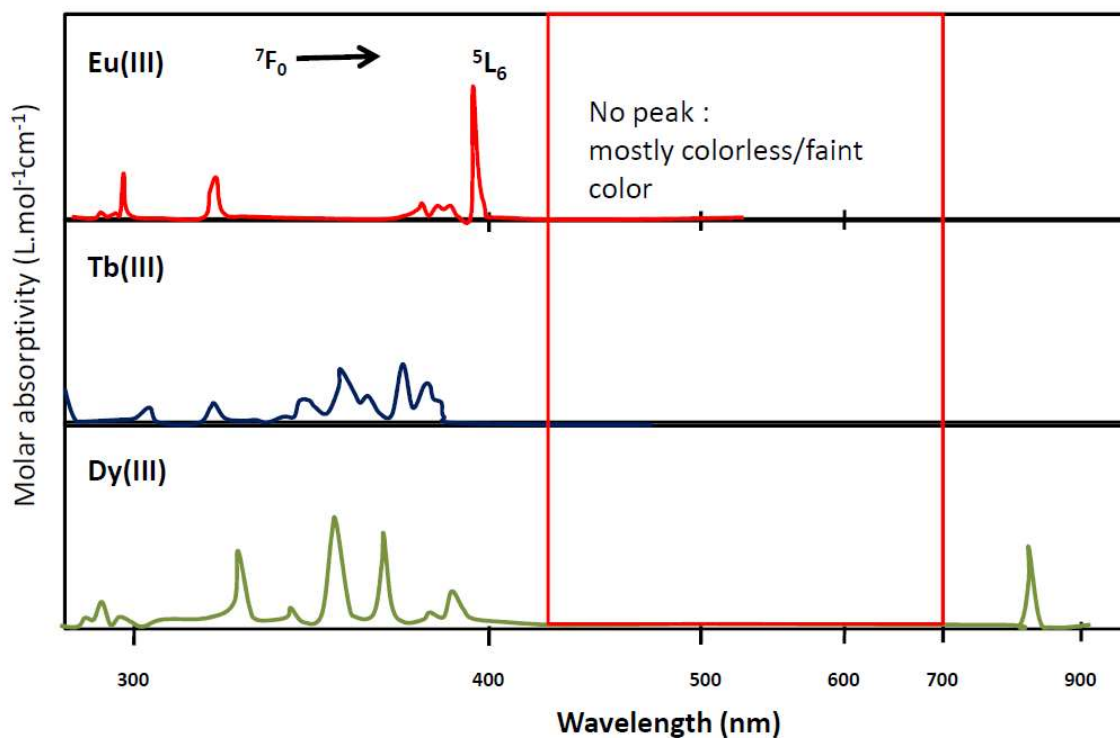 Eu(III)
⁷F₀
⁵L₆
No peak :
mostly colorless/faint
color
Tb(III)
Dy(III)
Molar absorptivity (L.mol⁻¹cm⁻¹)
300 400 500 600 700 900
Wavelength (nm)